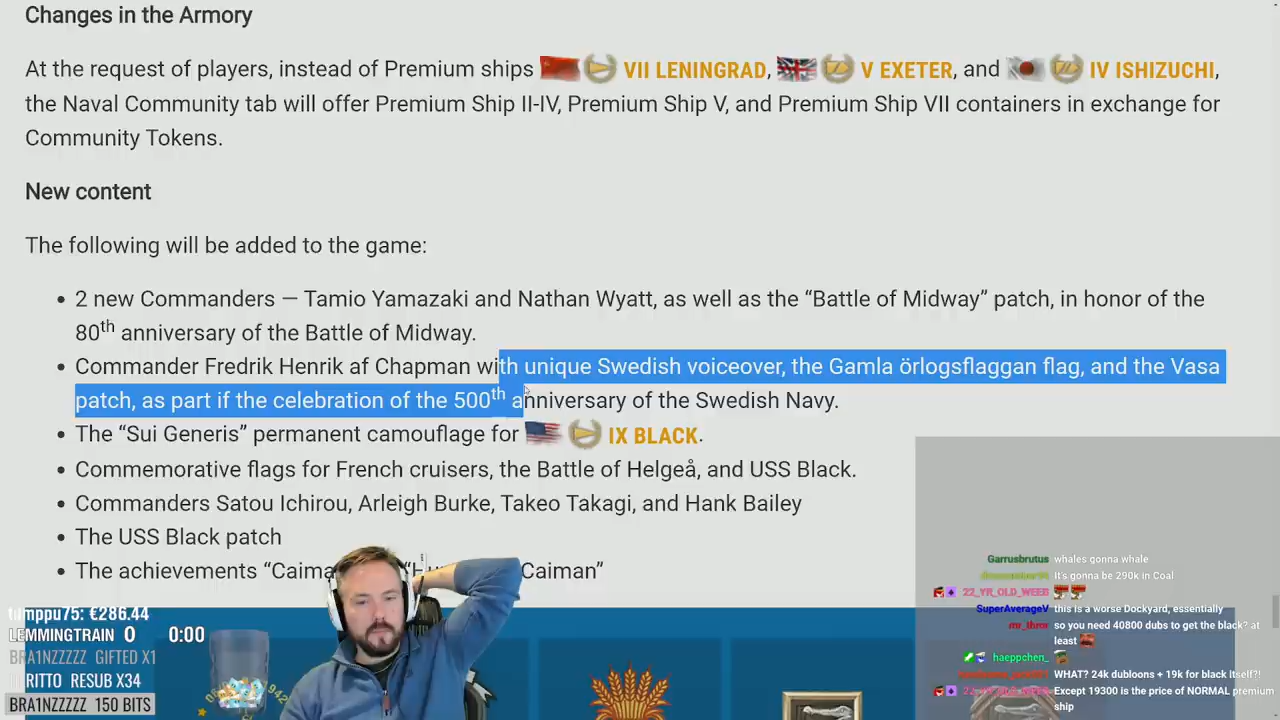 Changes in the Armory
At the request of players, instead of Premium ships VII LENINGRAD, V EXETER, and IV ISHIZUCHI,
the Naval Community tab will offer Premium Ship II-IV, Premium Ship V, and Premium Ship VII containers in exchange for
Community Tokens.
New content
The following will be added to the game:
• 2 new Commanders — Tamio Yamazaki and Nathan Wyatt, as well as the “Battle of Midway” patch, in honor of the
80th anniversary of the Battle of Midway.
• Commander Fredrik Henrik af Chapman with unique Swedish voiceover, the Gamla örlogsflaggan flag, and the Vasa
patch, as part if the celebration of the 500th anniversary of the Swedish Navy.
• The “Sui Generis” permanent camouflage for IX BLACK.
• Commemorative flags for French cruisers, the Battle of Helgeå, and USS Black.
• Commanders Satou Ichirou, Arleigh Burke, Takeo Takagi, and Hank Bailey
• The USS Black patch
• The achievements “Caima Caiman”
Garrusbrutus whales gonna whale
It's gonna be 290k in Coal
22_YR_OLD_WEEB
SuperAverageV this is a worse Dockyard, essentially
mr_thror so you need 40800 dubs to get the black? at
least
haeppchen_
WHAT? 24k dubloons + 19k for black itself?!
Except 19300 is the price of NORMAL premium
ship
tumppu75: €286.44
LEMMINGTRAIN 0 0:00
BRA1NZZZZZ GIFTED X1
RITTO RESUB X34
BRA1NZZZZZ 150 BITS